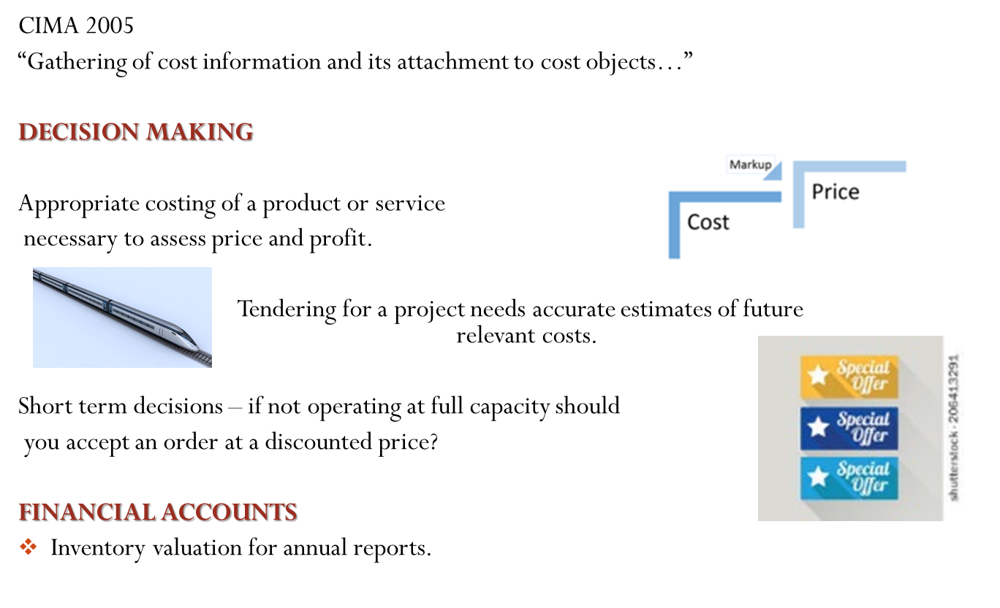 CIMA 2005
“Gathering of cost information and its attachment to cost objects…”
DECISION MAKING
Markup
Price
Cost
Appropriate costing of a product or service
necessary to assess price and profit.
Tendering for a project needs accurate estimates of future
relevant costs.
Special
Offer
Special
Offer
Special
Offer
shutterstock · 206413291
Short term decisions – if not operating at full capacity should
you accept an order at a discounted price?
FINANCIAL ACCOUNTS
❖ Inventory valuation for annual reports.